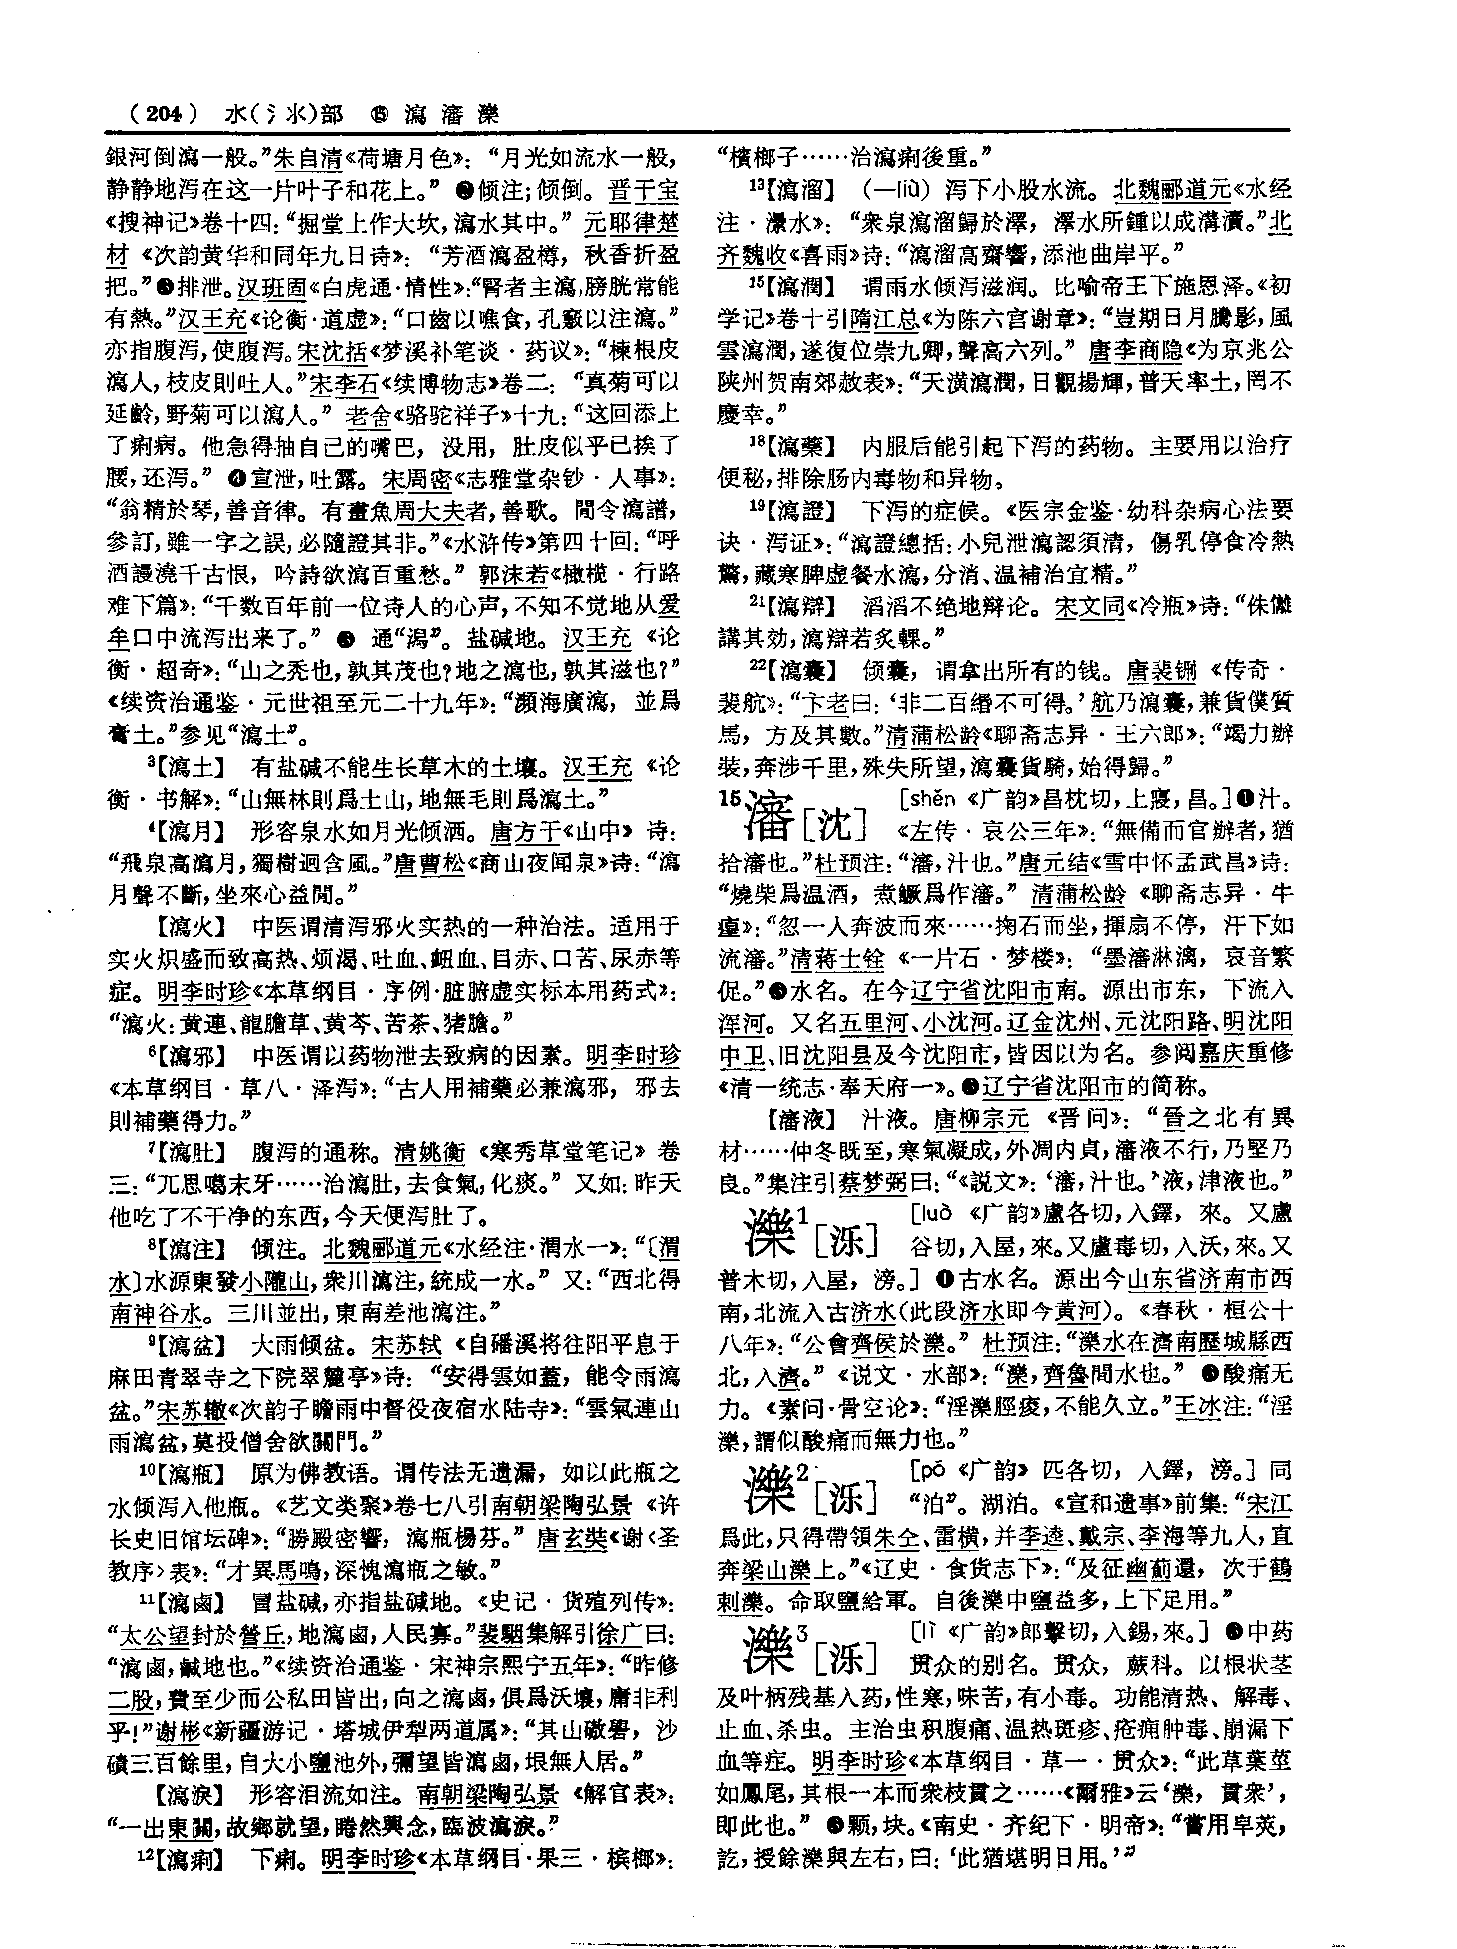 (204) 水(氵氺)部 ⑮ 瀉瀋濼
銀河倒瀉一般。”朱自清《荷塘月色》：“月光如流水一般，
静静地泻在这一片叶子和花上。” ❷倾注；倾倒。晋干宝
《搜神记》卷十四：“掘堂上作大坎，瀉水其中。” 元耶律楚
材《次韵黄华和同年九日诗》：“芳酒瀉盈樽，秋香折盈
把。”❸排泄。汉班固《白虎通·情性》：“腎者主瀉，膀胱常能
有熱。”汉王充《论衡·道虚》：“口齒以噍食，孔竅以注瀉。”
亦指腹泻，使腹泻。宋沈括《梦溪补笔谈·药议》：“楝根皮
瀉人，枝皮則吐人。”宋李石《续博物志》卷二：“真菊可以
延齡，野菊可以瀉人。” 老舍《骆驼祥子》十九：“这回添上
了痢病。他急得抽自己的嘴巴，没用，肚皮似乎已挨了
腰，还泻。” ❹宣泄，吐露。宋周密《志雅堂杂钞·人事》：
“翁精於琴，善音律。有畫魚周大夫者，善歌。閒令瀉譜，
參訂，雖一字之誤，必隨證其非。”《水浒传》第四十回：“呼
酒謾澆千古恨，吟詩欲瀉百重愁。” 郭沫若《橄榄·行路
难下篇》：“千数百年前一位诗人的心声，不知不觉地从爱
牟口中流泻出来了。” ❺ 通“潟”。盐碱地。汉王充《论
衡·超奇》：“山之秃也，孰其茂也？地之瀉也，孰其滋也？”
《续资治通鉴·元世祖至元二十九年》：“瀕海廣瀉，並爲
膏土。”参见“瀉土”。
³【瀉土】 有盐碱不能生长草木的土壤。汉王充《论
衡·书解》：“山無林則爲土山，地無毛則爲瀉土。”
⁴【瀉月】 形容泉水如月光倾洒。唐方干《山中》诗：
“飛泉高瀉月，獨樹迥含風。”唐曹松《商山夜闻泉》诗：“瀉
月聲不斷，坐來心益閒。”
【瀉火】 中医谓清泻邪火实热的一种治法。适用于
实火炽盛而致高热、烦渴、吐血、衄血、目赤、口苦、尿赤等
症。明李时珍《本草纲目·序例·脏腑虚实标本用药式》：
“瀉火：黄連、龍膽草、黄芩、苦茶、猪膽。”
⁶【瀉邪】 中医谓以药物泄去致病的因素。明李时珍
《本草纲目·草八·泽泻》：“古人用補藥必兼瀉邪，邪去
則補藥得力。”
⁷【瀉肚】 腹泻的通称。清姚衡《寒秀草堂笔记》卷
三：“兀思噶末牙……治瀉肚，去食氣，化痰。” 又如：昨天
他吃了不干净的东西，今天便泻肚了。
⁸【瀉注】 倾注。北魏郦道元《水经注·渭水一》：“〔渭
水〕水源東發小隴山，衆川瀉注，統成一水。” 又：“西北得
南神谷水。三川並出，東南差池瀉注。”
⁹【瀉盆】 大雨倾盆。宋苏轼《自磻溪将往阳平息于
麻田青翠寺之下院翠麓亭》诗：“安得雲如蓋，能令雨瀉
盆。”宋苏辙《次韵子瞻雨中督役夜宿水陆寺》：“雲氣連山
雨瀉盆，莫投僧舍欲關門。”
¹⁰【瀉瓶】 原为佛教语。谓传法无遗漏，如以此瓶之
水倾泻入他瓶。《艺文类聚》卷七八引南朝梁陶弘景《许
长史旧馆坛碑》：“勝殿密響，瀉瓶楊芬。” 唐玄奘《谢〈圣
教序〉表》：“才異馬鳴，深愧瀉瓶之敏。”
¹¹【瀉鹵】 冒盐碱，亦指盐碱地。《史记·货殖列传》：
“太公望封於營丘，地瀉鹵，人民寡。”裴駰集解引徐广曰：
“瀉鹵，鹹地也。”《续资治通鉴·宋神宗熙宁五年》：“昨修
二股，費至少而公私田皆出，向之瀉鹵，俱爲沃壤，庸非利
乎！”谢彬《新疆游记·塔城伊犁两道属》：“其山磝礐，沙
磧三百餘里，自大小鹽池外，彌望皆瀉鹵，垠無人居。”
【瀉淚】 形容泪流如注。南朝梁陶弘景《解官表》：
“一出東關，故鄉就望，睠然興念，臨波瀉淚。”
¹²【瀉痢】 下痢。明李时珍《本草纲目·果三·槟榔》：
“檳榔子……治瀉痢後重。”
¹³【瀉溜】 （—liù）泻下小股水流。北魏郦道元《水经
注·瀑水》：“衆泉瀉溜歸於澤，澤水所鍾以成溝瀆。”北
齐魏收《喜雨》诗：“瀉溜高齋響，添池曲岸平。”
¹⁵【瀉潤】 谓雨水倾泻滋润。比喻帝王下施恩泽。《初
学记》卷十引隋江总《为陈六宫谢章》：“豈期日月騰影，風
雲瀉潤，遂復位崇九卿，聲高六列。” 唐李商隐《为京兆公
陕州贺南郊赦表》：“天潢瀉潤，日觀揚輝，普天率土，罔不
慶幸。”
¹⁸【瀉藥】 内服后能引起下泻的药物。主要用以治疗
便秘，排除肠内毒物和异物。
¹⁹【瀉證】 下泻的症候。《医宗金鉴·幼科杂病心法要
诀·泻证》：“瀉證總括：小兒泄瀉認須清，傷乳停食冷熱
驚，藏寒脾虚飧水瀉，分消、温補治宜精。”
²¹【瀉辯】 滔滔不绝地辩论。宋文同《冷瓶》诗：“侏儺
講其効，瀉辯若炙輠。”
²²【瀉囊】 倾囊，谓拿出所有的钱。唐裴铏《传奇·
裴航》：“卞老曰：‘非二百缗不可得。’航乃瀉囊，兼貨僕質
馬，方及其數。”清蒲松龄《聊斋志异·王六郎》：“竭力辦
裝，奔涉千里，殊失所望，瀉囊貨騎，始得歸。”
15瀋[沈] [shěn《广韵》昌枕切，上寑，昌。]❶汁。
《左传·哀公三年》：“無備而官辦者，猶
拾瀋也。”杜预注：“瀋，汁也。”唐元结《雪中怀孟武昌》诗：
“燒柴爲温酒，煮鱖爲作瀋。” 清蒲松龄《聊斋志异·牛
㾮》：“忽一人奔波而來……掬石而坐，揮扇不停，汗下如
流瀋。”清蒋士铨《一片石·梦楼》：“墨瀋淋漓，哀音繁
促。”❷水名。在今辽宁省沈阳市南。源出市东，下流入
浑河。又名五里河、小沈河。辽金沈州、元沈阳路、明沈阳
中卫、旧沈阳县及今沈阳市，皆因以为名。参阅嘉庆重修
《清一统志·奉天府一》。❸辽宁省沈阳市的简称。
【瀋液】 汁液。唐柳宗元《晋问》：“晉之北有異
材……仲冬既至，寒氣凝成，外凋内貞，瀋液不行，乃堅乃
良。”集注引蔡梦弼曰：“《説文》：‘瀋，汁也。’液，津液也。”
濼¹[泺] [luò《广韵》盧各切，入鐸，來。又盧
谷切，入屋，來。又盧毒切，入沃，來。又
普木切，入屋，滂。] ❶古水名。源出今山东省济南市西
南，北流入古济水（此段济水即今黄河）。《春秋·桓公十
八年》：“公會齊侯於濼。” 杜预注：“濼水在濟南歷城縣西
北，入濟。”《说文·水部》：“濼，齊魯間水也。” ❷酸痛无
力。《素问·骨空论》：“淫濼脛痠，不能久立。”王冰注：“淫
濼，謂似酸痛而無力也。”
濼²[泺] [pō《广韵》匹各切，入鐸，滂。]同
“泊”。湖泊。《宣和遗事》前集：“宋江
爲此，只得帶領朱仝、雷横，并李逵、戴宗、李海等九人，直
奔梁山濼上。”《辽史·食货志下》：“及征幽薊還，次于鶴
剌濼。命取鹽給軍。自後濼中鹽益多，上下足用。”
濼³[泺] [lì《广韵》郎擊切，入錫，來。] ❶中药
贯众的别名。贯众，蕨科。以根状茎
及叶柄残基入药，性寒，味苦，有小毒。功能清热、解毒、
止血、杀虫。主治虫积腹痛、温热斑疹、疮痈肿毒、崩漏下
血等症。明李时珍《本草纲目·草一·贯众》：“此草葉莖
如鳳尾，其根一本而衆枝貫之……《爾雅》云‘濼，貫衆’，
即此也。” ❷颗，块。《南史·齐纪下·明帝》：“嘗用皁莢，
訖，授餘濼與左右，曰：‘此猶堪明日用。’”